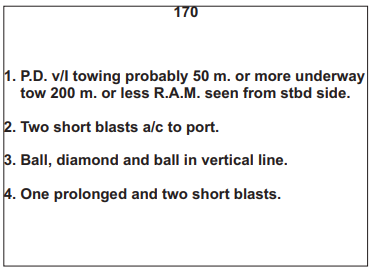 170
1. P.D. v/l towing probably 50 m. or more underway
tow 200 m. or less R.A.M. seen from stbd side.
2. Two short blasts a/c to port.
3. Ball, diamond and ball in vertical line.
4. One prolonged and two short blasts.